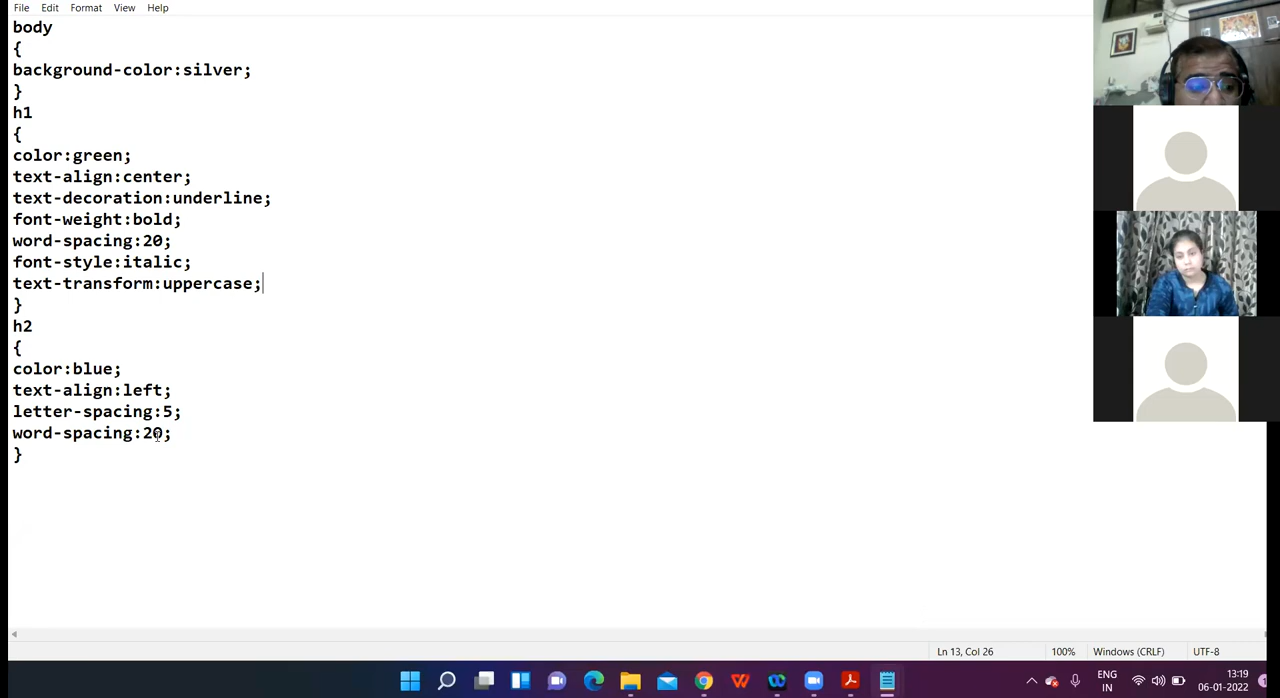 File Edit Format View Help
body
{
background-color:silver;
}
h1
{
color:green;
text-align:center;
text-decoration:underline;
font-weight:bold;
word-spacing:20;
font-style:italic;
text-transform:uppercase;
}
h2
{
color:blue;
text-align:left;
letter-spacing:5;
word-spacing:20;
}
Ln 13, Col 26 100% Windows (CRLF) UTF-8
ENG
IN
13:19
06-01-2022
1